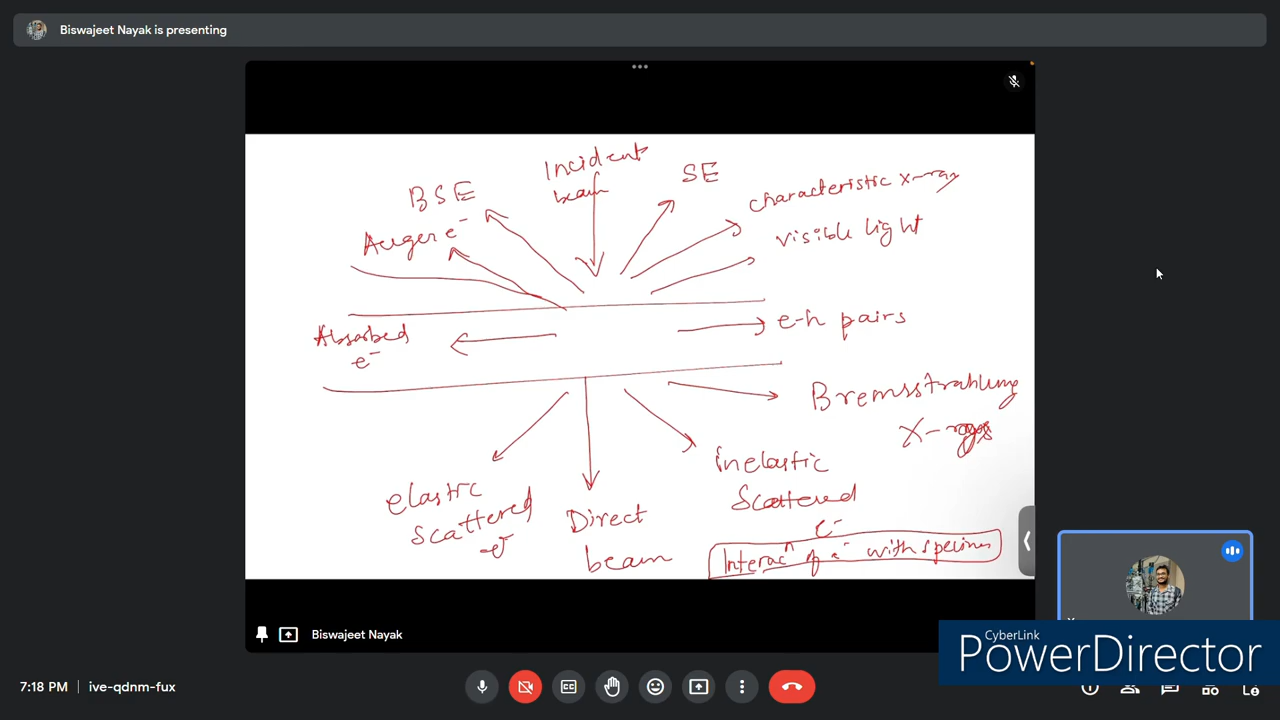 Biswajeet Nayak is presenting
Incident
beam
BSE
SE
Auger e-
characteristic x-ray
visible light
Absorbed
e-
e-h pairs
Bremsstrahlung
X-rays
elastic
scattered
e-
Direct
beam
inelastic
Scattered
e-
Interacn of e- with specimen
Biswajeet Nayak
7:18 PM | ive-qdnm-fux
CyberLink
PowerDirector